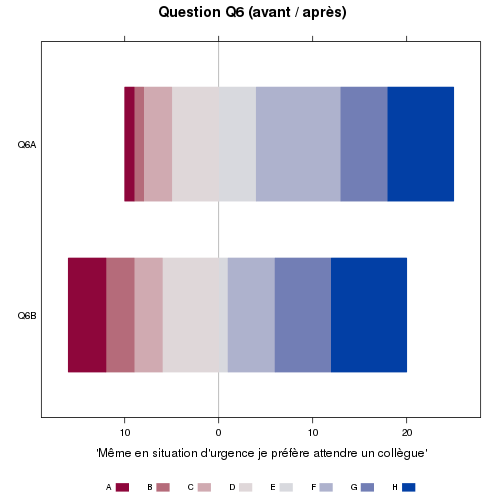 Question Q6 (avant / après)
Q6A
Q6B
10 0 10 20
'Même en situation d'urgence je préfère attendre un collègue'
A B C D E F G H